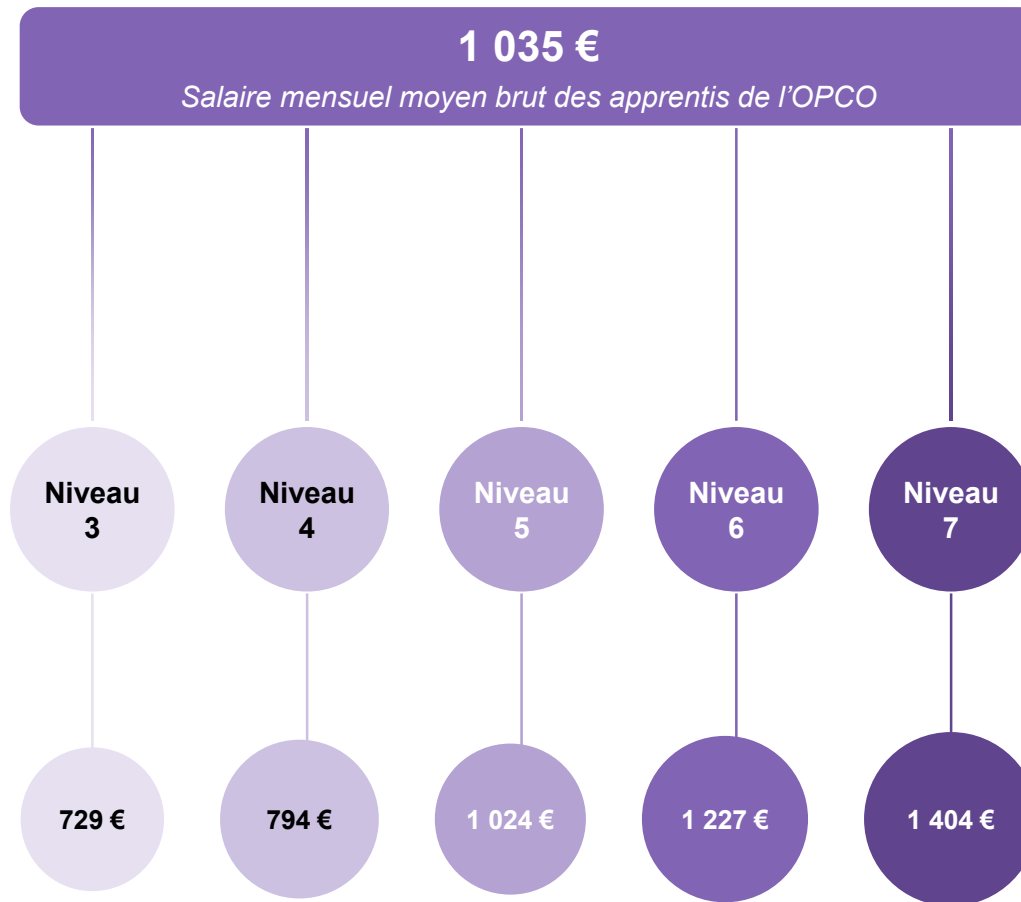 1 035 €
Salaire mensuel moyen brut des apprentis de l’OPCO
Niveau
3
Niveau
4
Niveau
5
Niveau
6
Niveau
7
729 €
794 €
1 024 €
1 227 €
1 404 €